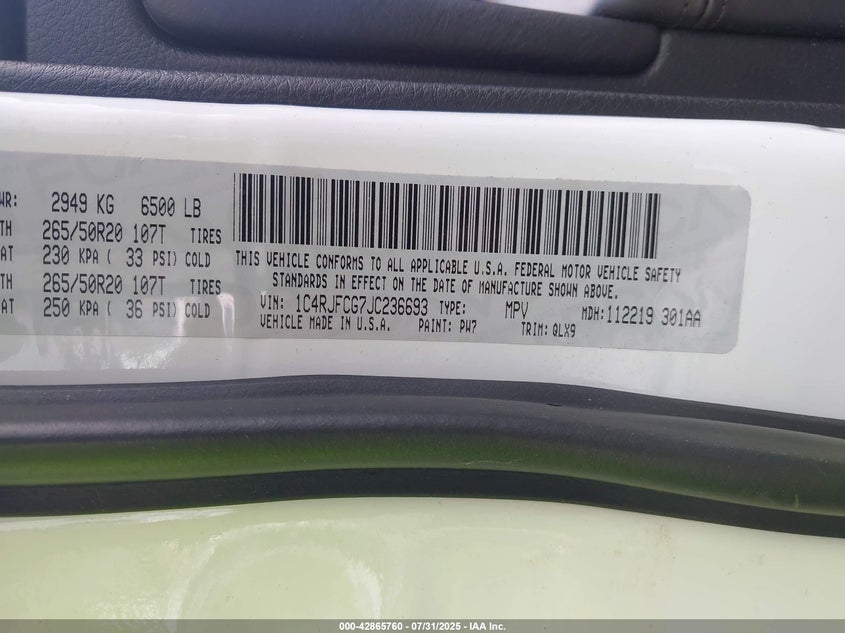 WR: 2949 KG 6500 LB
TH 265/50R20 107T TIRES
AT 230 KPA ( 33 PSI) COLD
TH 265/50R20 107T TIRES
AT 250 KPA ( 36 PSI) COLD
THIS VEHICLE CONFORMS TO ALL APPLICABLE U.S.A. FEDERAL MOTOR VEHICLE SAFETY
STANDARDS IN EFFECT ON THE DATE OF MANUFACTURE SHOWN ABOVE.
VIN: 1C4RJFCG7JC236693 TYPE: MPV MDH: 112219 301AA
VEHICLE MADE IN U.S.A. PAINT: PW7 TRIM: QLX9
000-42865760 - 07/31/2025 - IAA Inc.